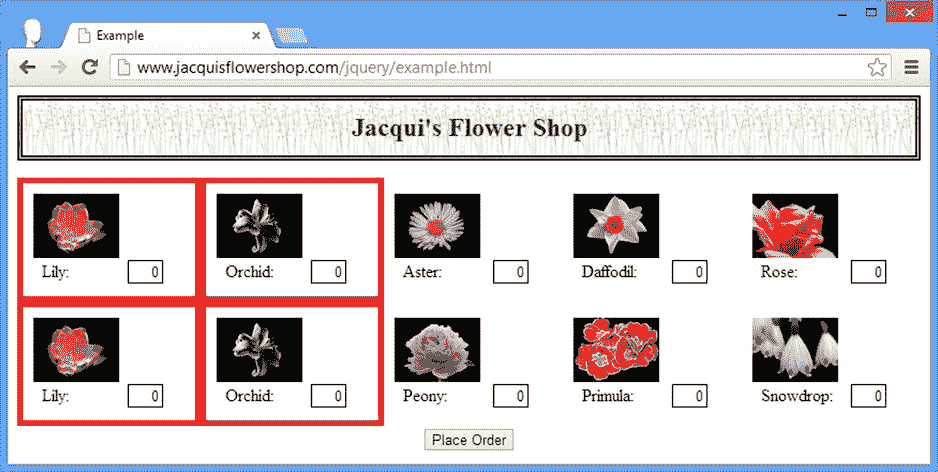 Example
www.jacquisflowershop.com/jquery/example.html
Jacqui's Flower Shop
Lily: 0 Orchid: 0 Aster: 0 Daffodil: 0 Rose: 0
Lily: 0 Orchid: 0 Peony: 0 Primula: 0 Snowdrop: 0
Place Order